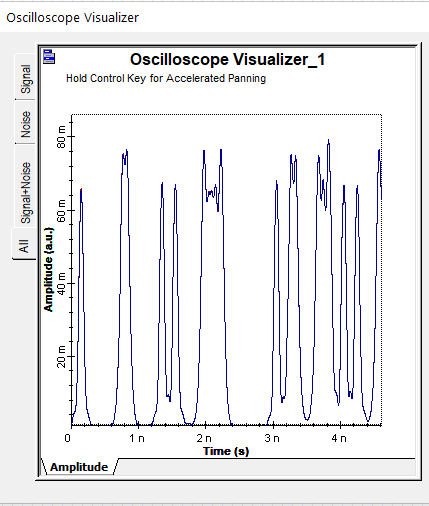 Oscilloscope Visualizer
Oscilloscope Visualizer_1
Hold Control Key for Accelerated Panning
Signal
Noise
Signal+Noise
All
Amplitude (a.u.)
80 m
60 m
40 m
20 m
0
1 n
2 n
3 n
4 n
Time (s)
Amplitude